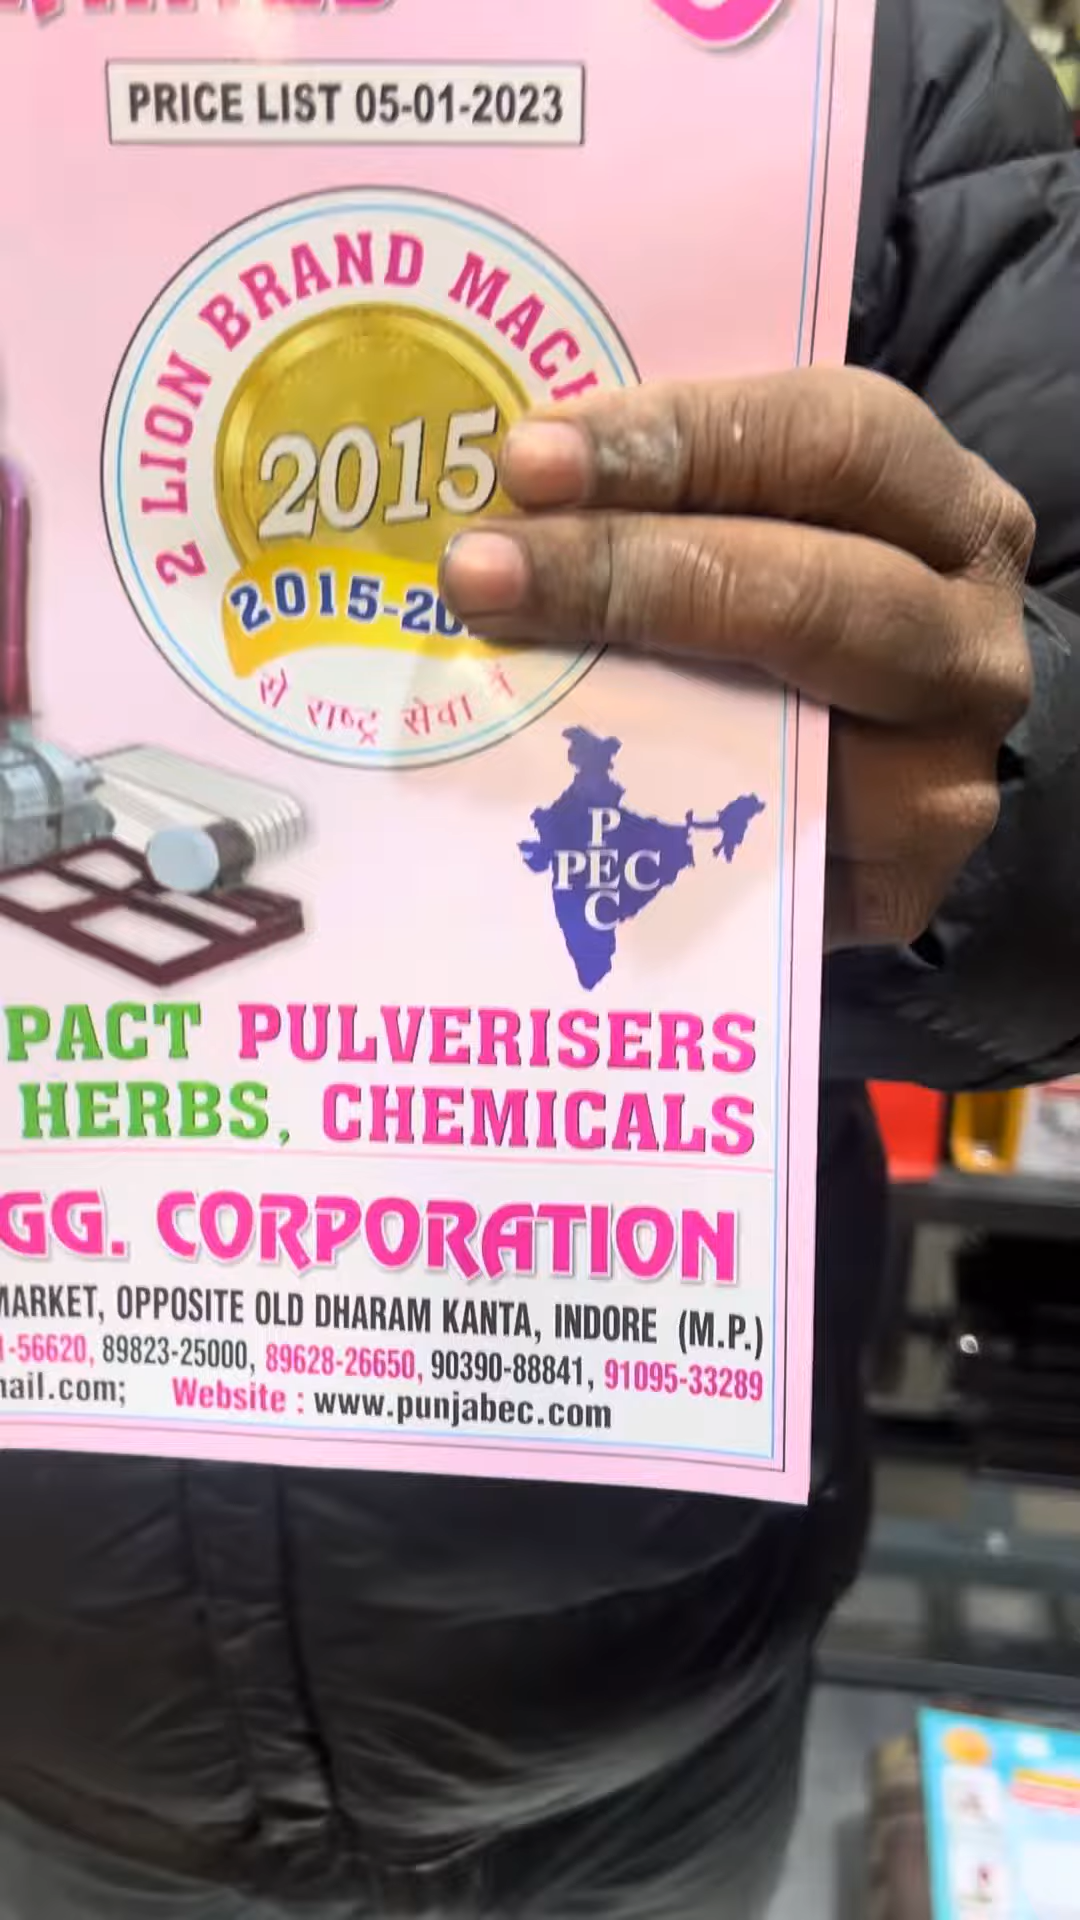 PRICE LIST 05-01-2023
2 LION BRAND MACH
2015
2015-20
से राष्ट्र सेवा में
P
PEC
C
PACT PULVERISERS
HERBS, CHEMICALS
GG. CORPORATION
MARKET, OPPOSITE OLD DHARAM KANTA, INDORE (M.P.)
-56620, 89823-25000, 89628-26650, 90390-88841, 91095-33289
mail.com; Website : www.punjabec.com